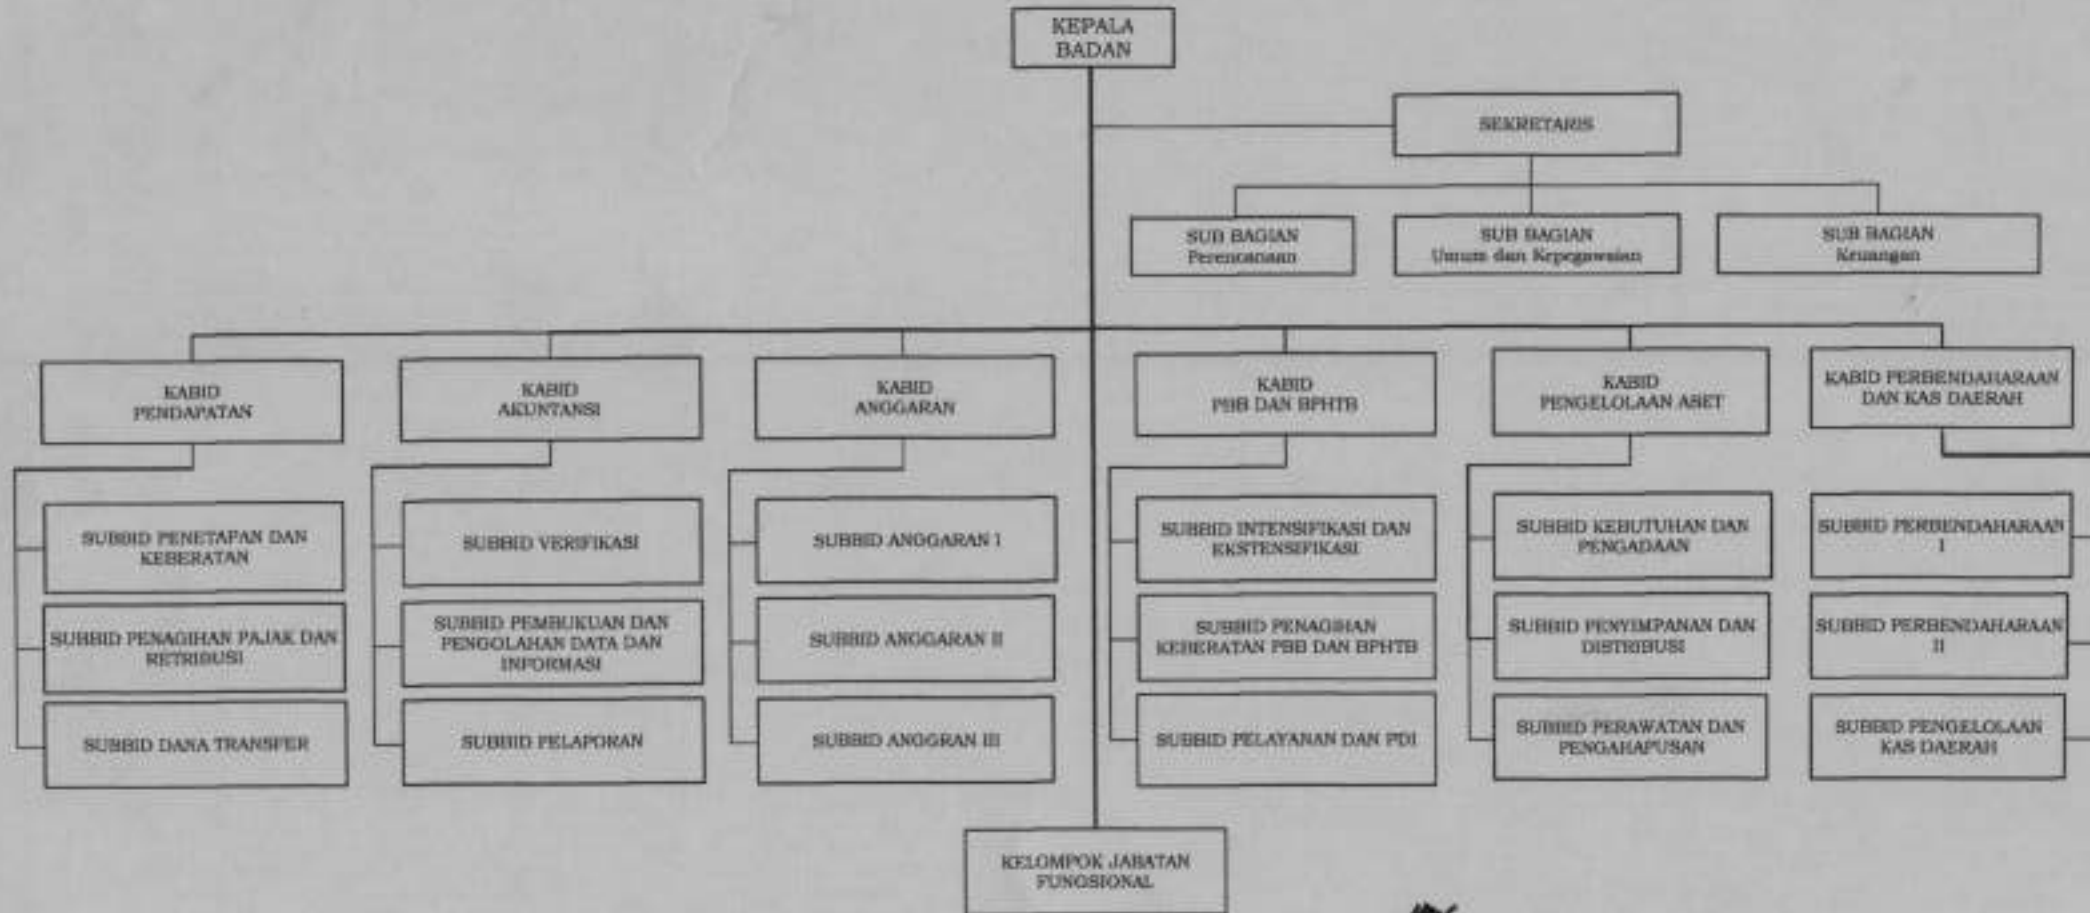 KEPALA
BADAN
SEKRETARIS
SUB BAGIAN
Perencanaan
SUB BAGIAN
Umum dan Kepegawaian
SUB BAGIAN
Keuangan
KABID
PENDAPATAN
KABID
AKUNTANSI
KABID
ANGGARAN
KABID
PBB DAN BPHTB
KABID
PENGELOLAAN ASET
KABID PERBENDAHARAAN
DAN KAS DAERAH
SUBBID PENETAPAN DAN
KEBERATAN
SUBBID VERIFIKASI
SUBBID ANGGARAN I
SUBBID INTENSIFIKASI DAN
EKSTENSIFIKASI
SUBBID KEBUTUHAN DAN
PENGADAAN
SUBBID PERBENDAHARAAN
I
SUBBID PENAGIHAN PAJAK DAN
RETRIBUSI
SUBBID PEMBUKUAN DAN
PENGOLAHAN DATA DAN
INFORMASI
SUBBID ANGGARAN II
SUBBID PENAGIHAN
KEBERATAN PBB DAN BPHTB
SUBBID PENYIMPANAN DAN
DISTRIBUSI
SUBBID PERBENDAHARAAN
II
SUBBID DANA TRANSFER
SUBBID PELAPORAN
SUBBID ANGGRAN III
SUBBID PELAYANAN DAN PDI
SUBBID PERAWATAN DAN
PENGAHAPUSAN
SUBBID PENGELOLAAN
KAS DAERAH
KELOMPOK JABATAN
FUNGSIONAL